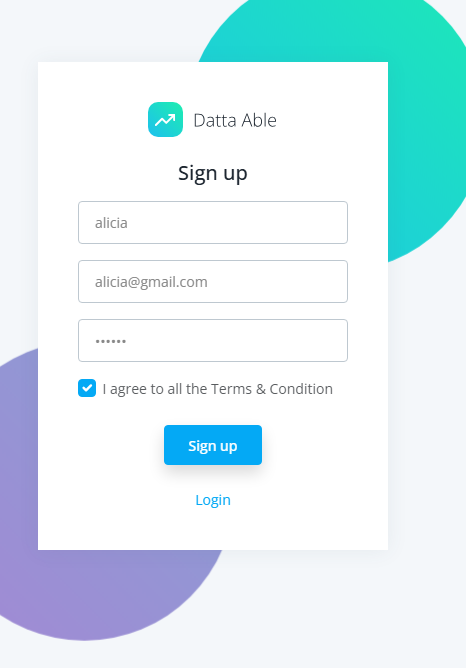 Datta Able
Sign up
alicia
alicia@gmail.com
••••••
I agree to all the Terms & Condition
Sign up
Login